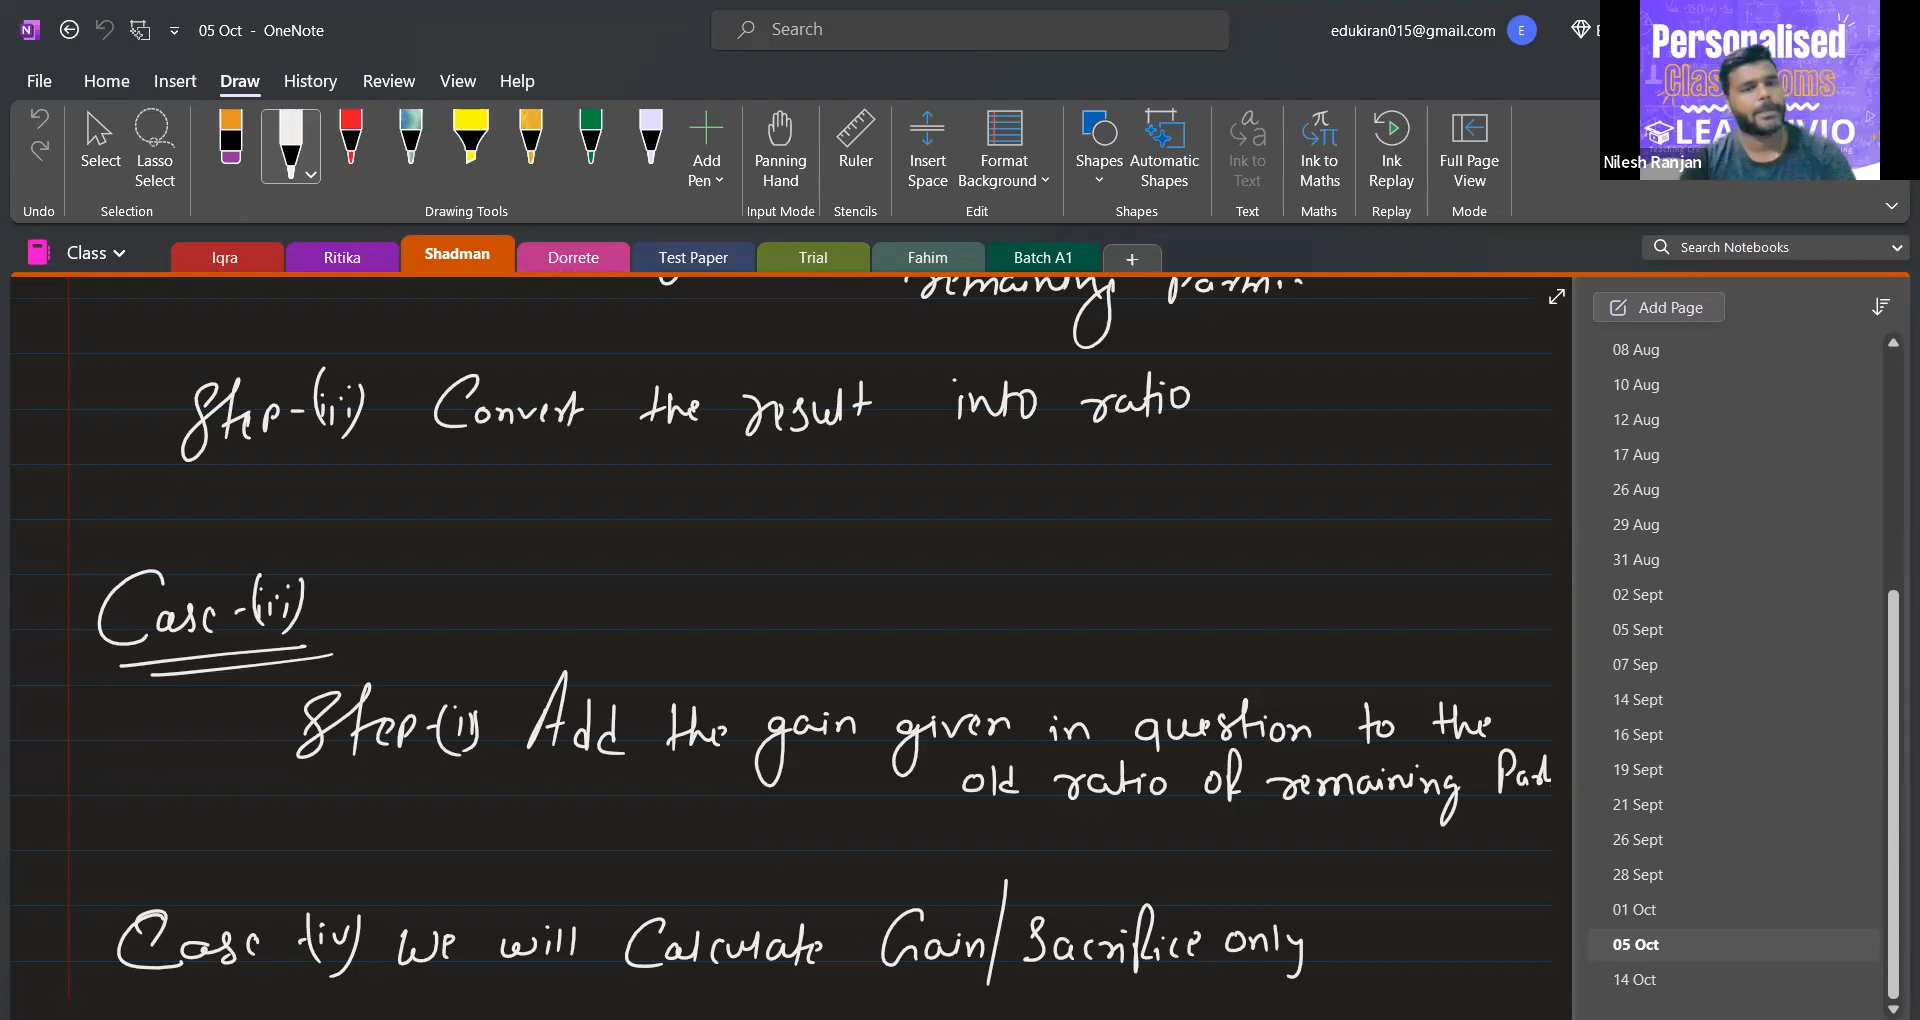 05 Oct - OneNote
Search
edukiran015@gmail.com
E
File Home Insert Draw History Review View Help
Select
Lasso Select
Add Pen
Panning Hand
Ruler
Insert Space
Format Background
Shapes
Automatic Shapes
Ink to Text
Ink to Maths
Ink Replay
Full Page View
Undo Selection Drawing Tools Input Mode Stencils Edit Shapes Text Maths Replay Mode
Personalised
LEA
VIO
Nilesh Ranjan
Class
Iqra Ritika Shadman Dorrete Test Paper Trial Fahim Batch A1 +
Search Notebooks
remaining
Step-(iii) Convert the result into ratio
Case-(iii)
Step-(i) Add the gain given in question to the
old ratio of remaining Part
Case-(iv) We will Calculate Gain/Sacrifice only
Add Page
08 Aug
10 Aug
12 Aug
17 Aug
26 Aug
29 Aug
31 Aug
02 Sept
05 Sept
07 Sep
14 Sept
16 Sept
19 Sept
21 Sept
26 Sept
28 Sept
01 Oct
05 Oct
14 Oct